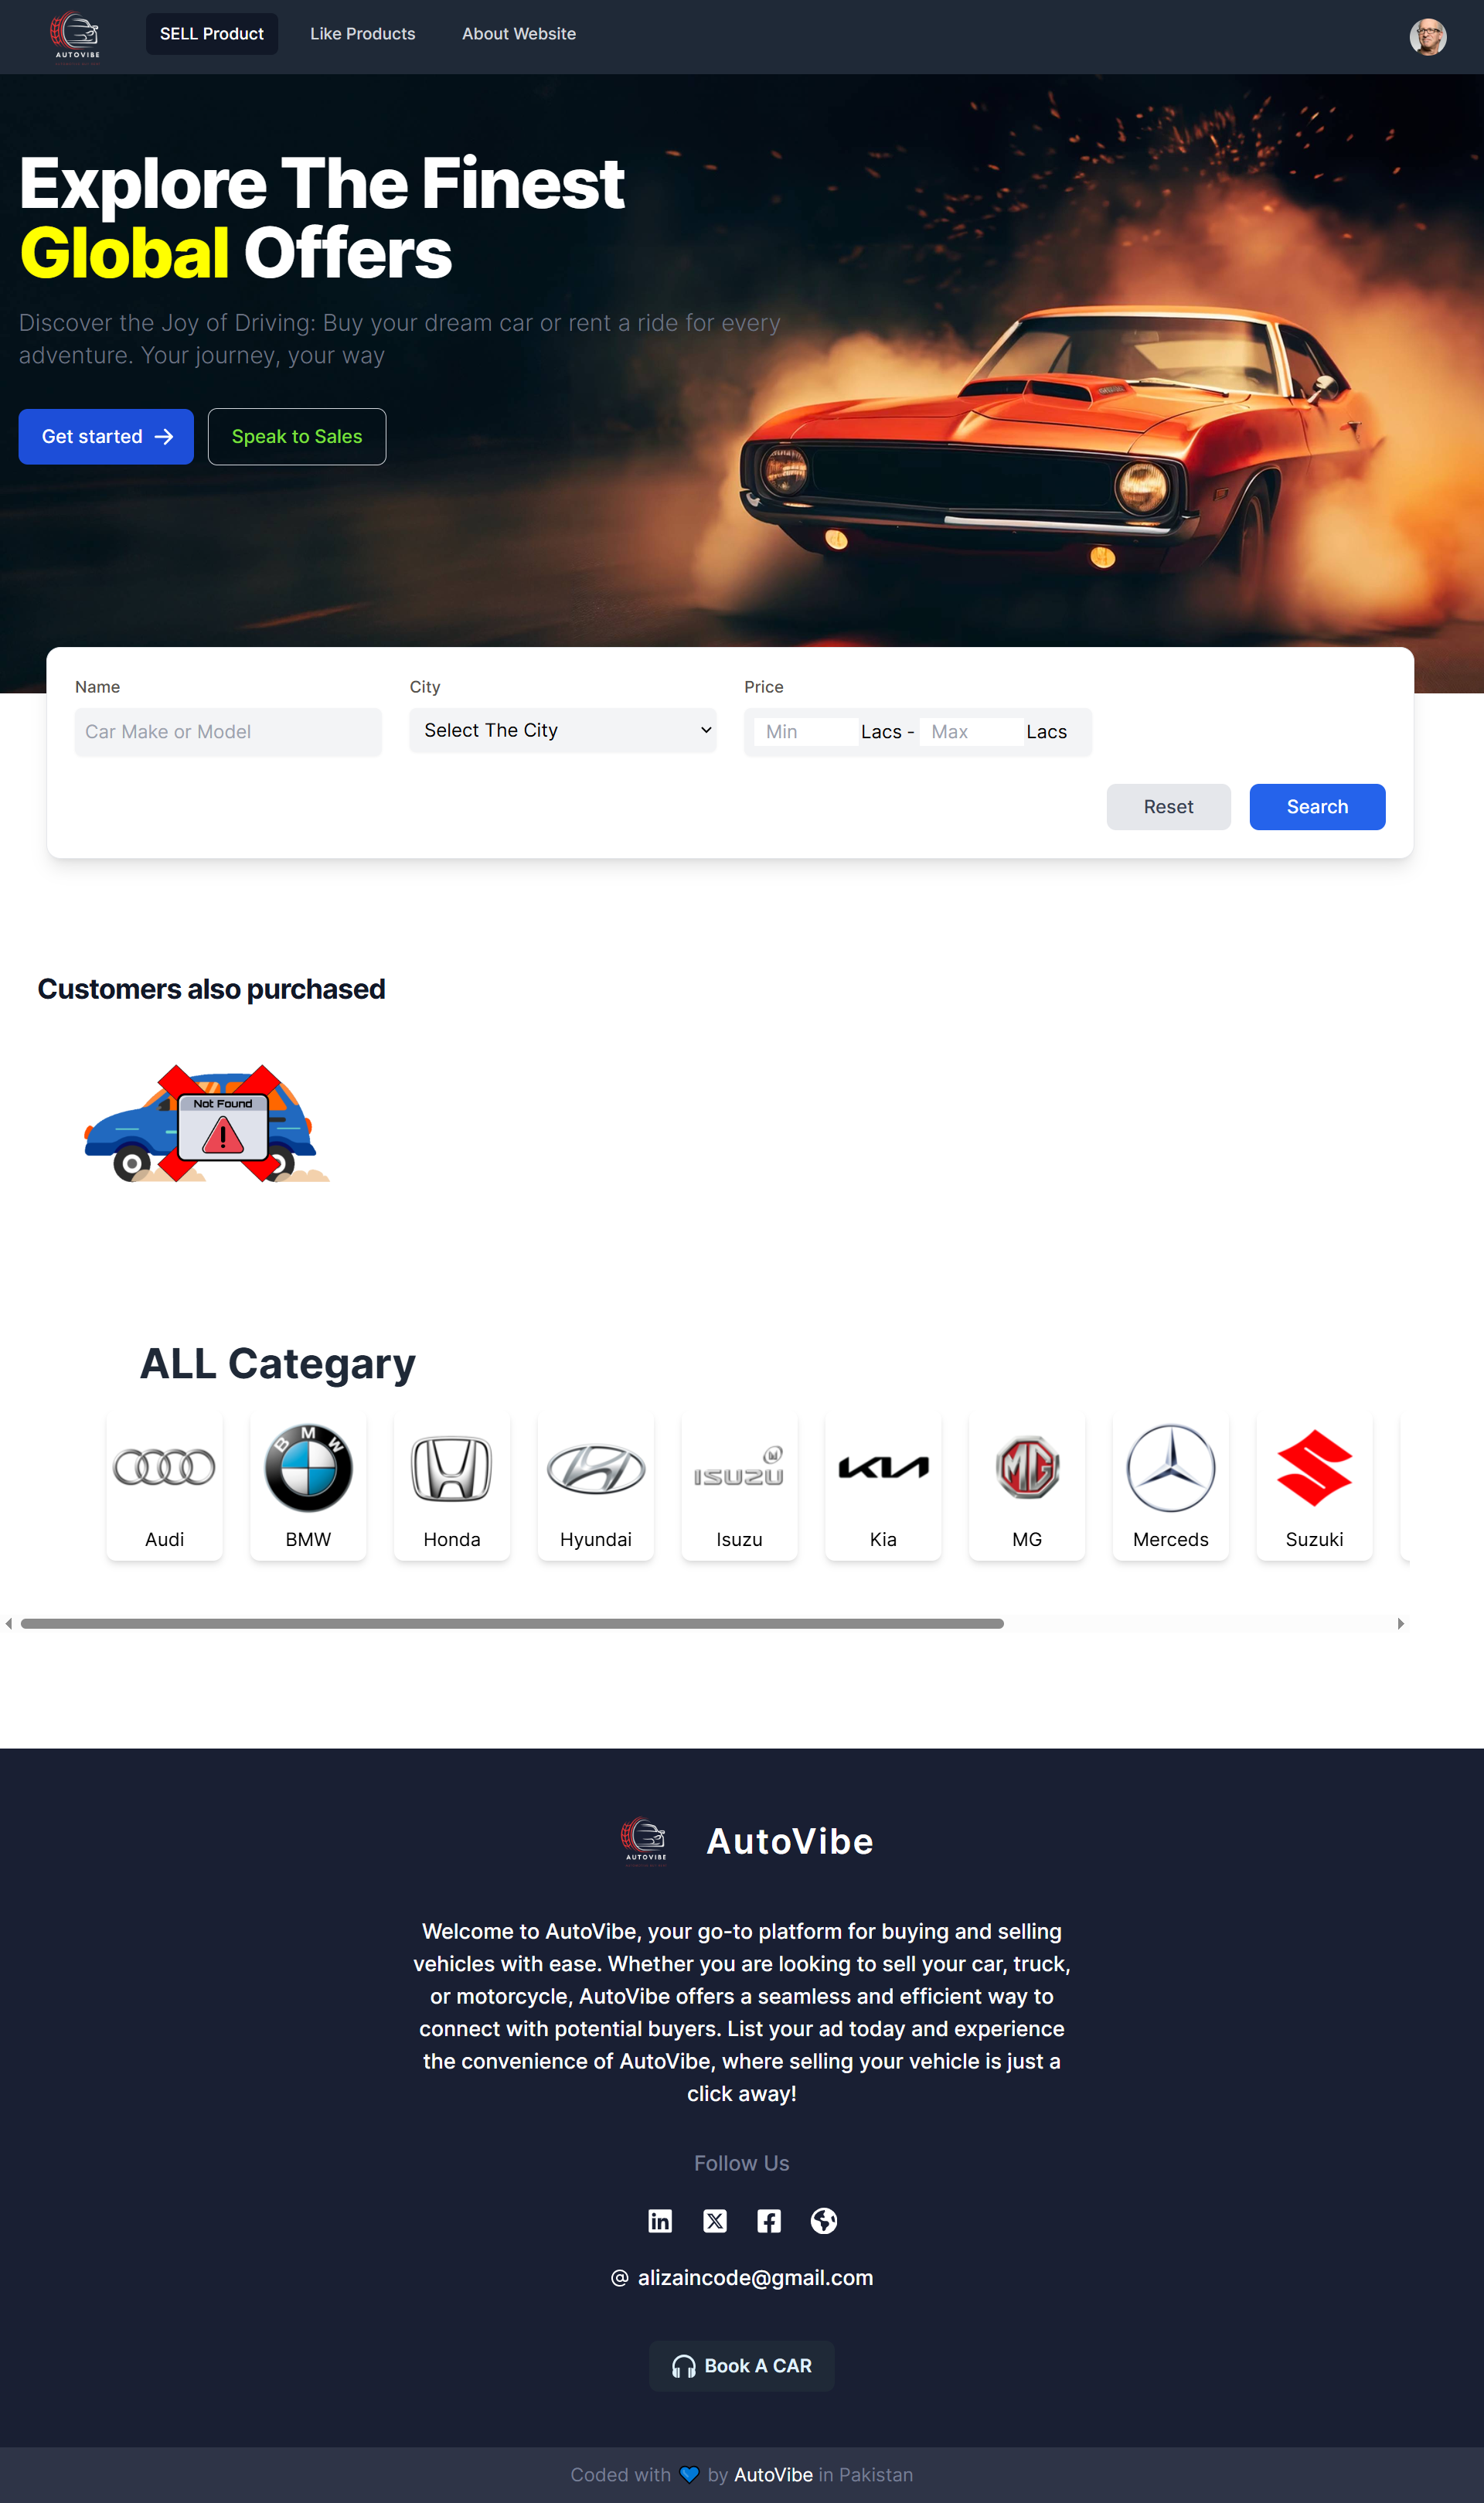 AUTOVIBE
SELL Product
Like Products
About Website
Explore The Finest
Global Offers
Discover the Joy of Driving: Buy your dream car or rent a ride for every
adventure. Your journey, your way
Get started
Speak to Sales
Name
City
Price
Car Make or Model
Select The City
Min Lacs - Max Lacs
Reset
Search
Customers also purchased
Not Found
ALL Categary
BMW
ISUZU
KIA
MG
Audi
BMW
Honda
Hyundai
Isuzu
Kia
MG
Merceds
Suzuki
AUTOVIBE
AutoVibe
Welcome to AutoVibe, your go-to platform for buying and selling
vehicles with ease. Whether you are looking to sell your car, truck,
or motorcycle, AutoVibe offers a seamless and efficient way to
connect with potential buyers. List your ad today and experience
the convenience of AutoVibe, where selling your vehicle is just a
click away!
Follow Us
@ alizaincode@gmail.com
Book A CAR
Coded with 💙 by AutoVibe in Pakistan